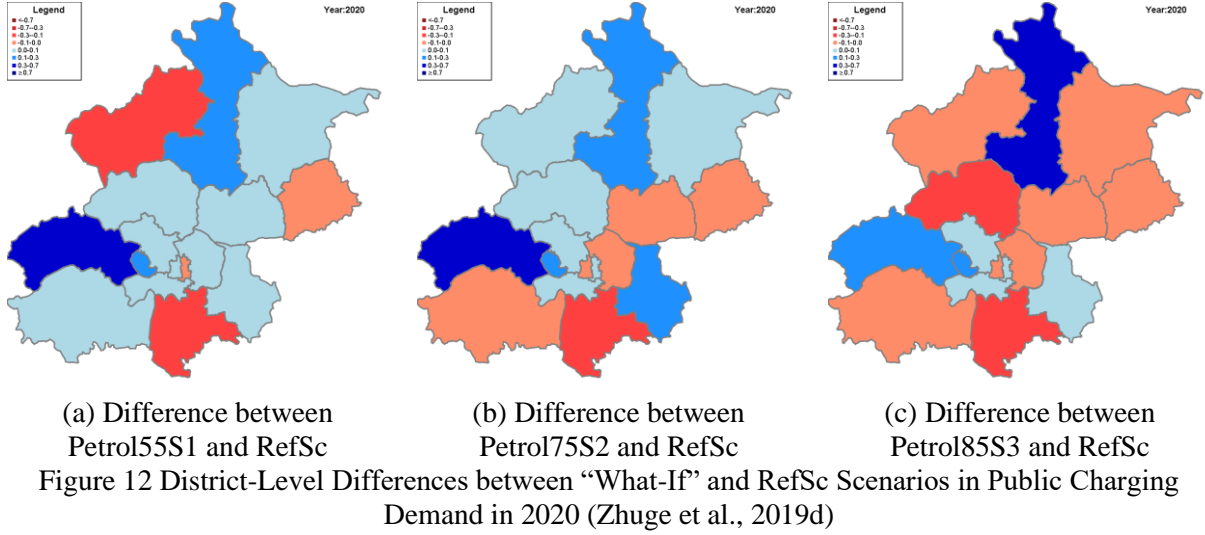 Legend
<-0.7
-0.7--0.3
-0.3--0.1
-0.1-0.0
0.0-0.1
0.1-0.3
0.3-0.7
≥0.7
Year:2020
Legend
<-0.7
-0.7--0.3
-0.3--0.1
-0.1-0.0
0.0-0.1
0.1-0.3
0.3-0.7
≥0.7
Year:2020
Legend
<-0.7
-0.7--0.3
-0.3--0.1
-0.1-0.0
0.0-0.1
0.1-0.3
0.3-0.7
≥0.7
Year:2020
(a) Difference between
Petrol55S1 and RefSc
(b) Difference between
Petrol75S2 and RefSc
(c) Difference between
Petrol85S3 and RefSc
Figure 12 District-Level Differences between “What-If” and RefSc Scenarios in Public Charging
Demand in 2020 (Zhuge et al., 2019d)